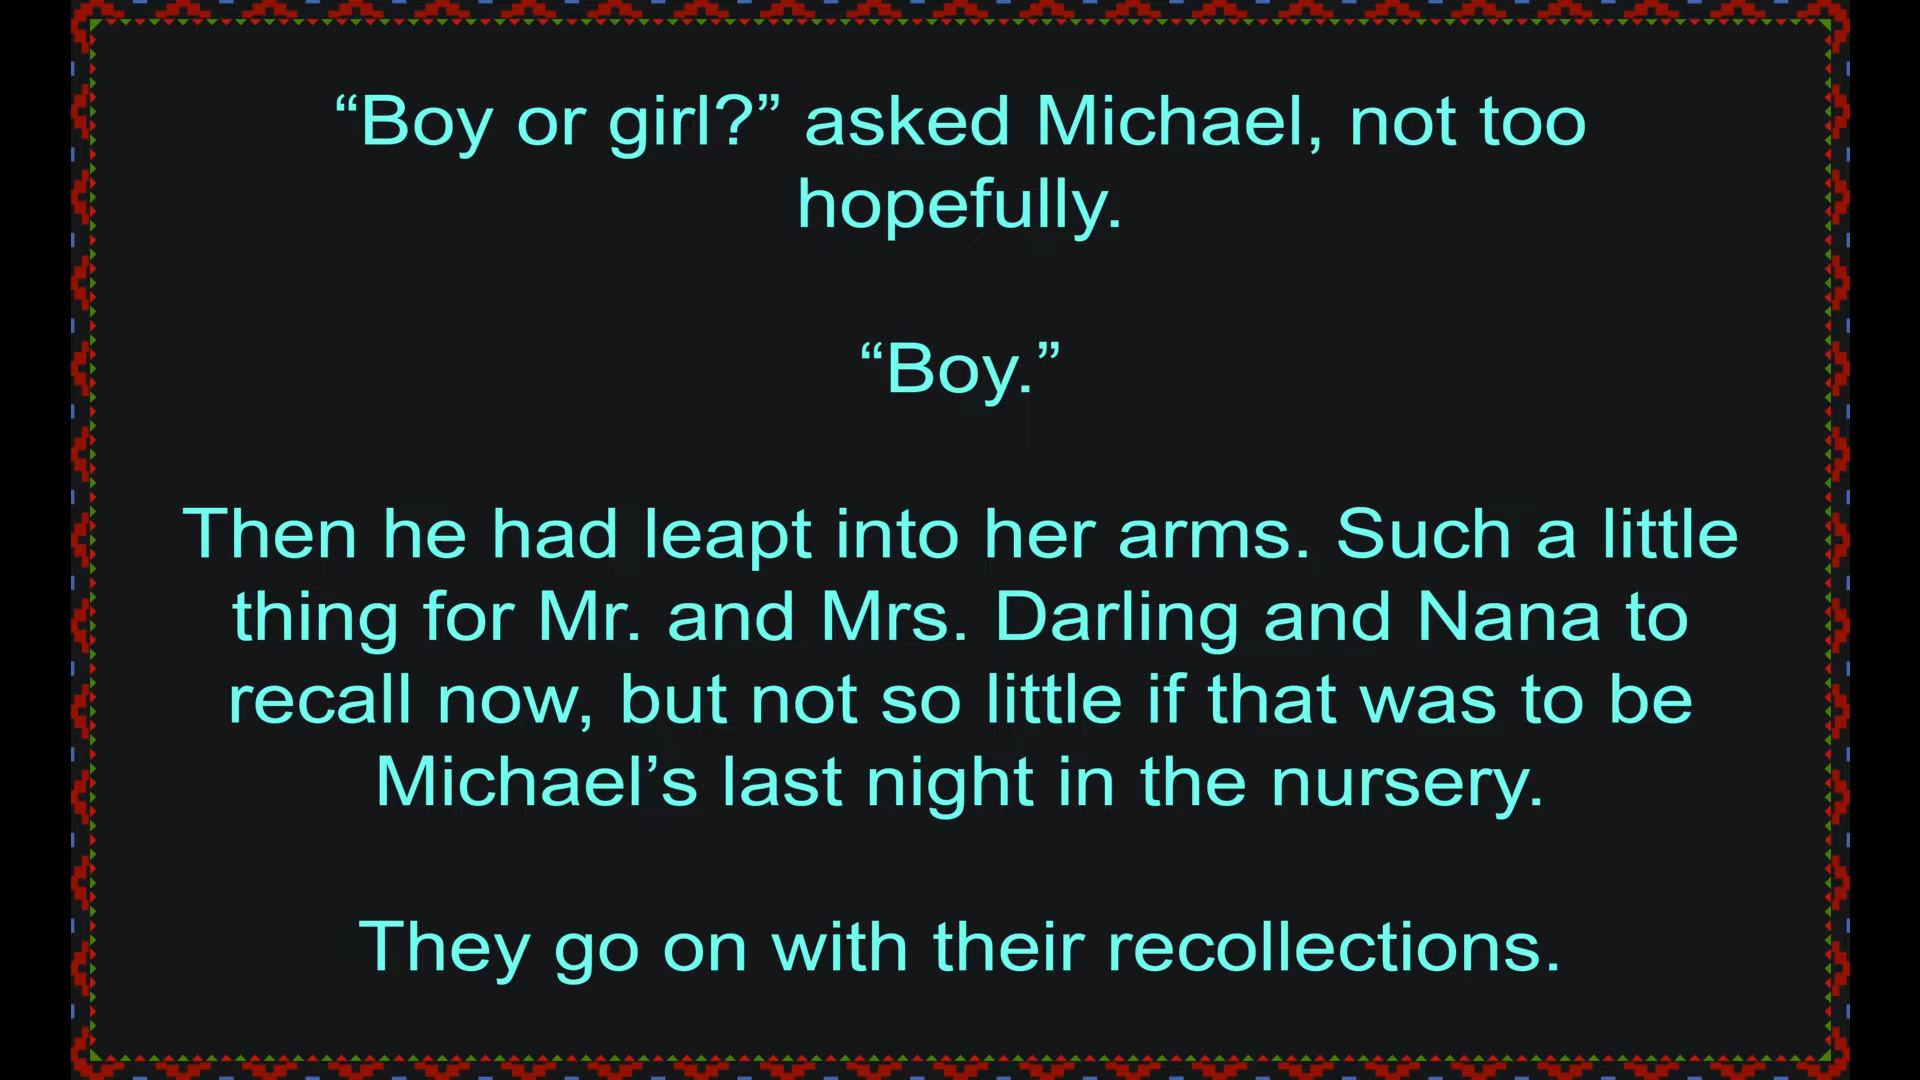 “Boy or girl?” asked Michael, not too
hopefully.
“Boy.”
Then he had leapt into her arms. Such a little
thing for Mr. and Mrs. Darling and Nana to
recall now, but not so little if that was to be
Michael’s last night in the nursery.
They go on with their recollections.